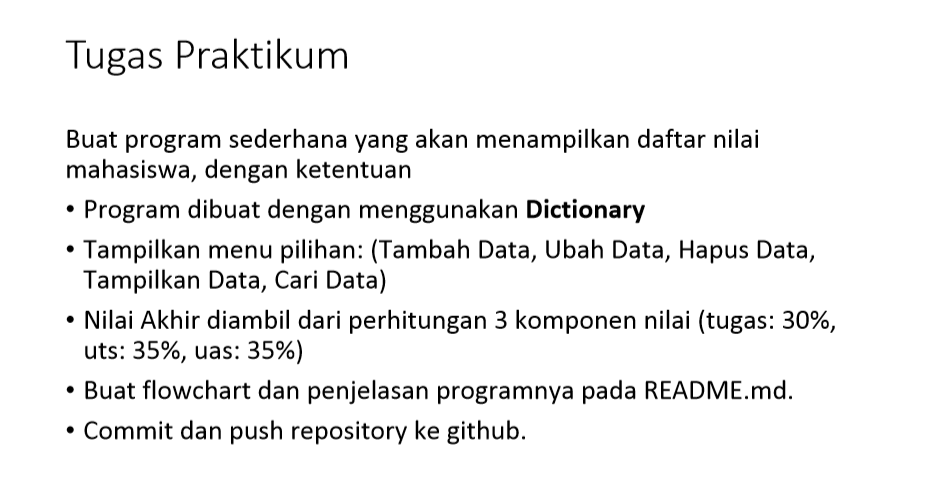 Tugas Praktikum
Buat program sederhana yang akan menampilkan daftar nilai
mahasiswa, dengan ketentuan
• Program dibuat dengan menggunakan Dictionary
• Tampilkan menu pilihan: (Tambah Data, Ubah Data, Hapus Data,
Tampilkan Data, Cari Data)
• Nilai Akhir diambil dari perhitungan 3 komponen nilai (tugas: 30%,
uts: 35%, uas: 35%)
• Buat flowchart dan penjelasan programnya pada README.md.
• Commit dan push repository ke github.